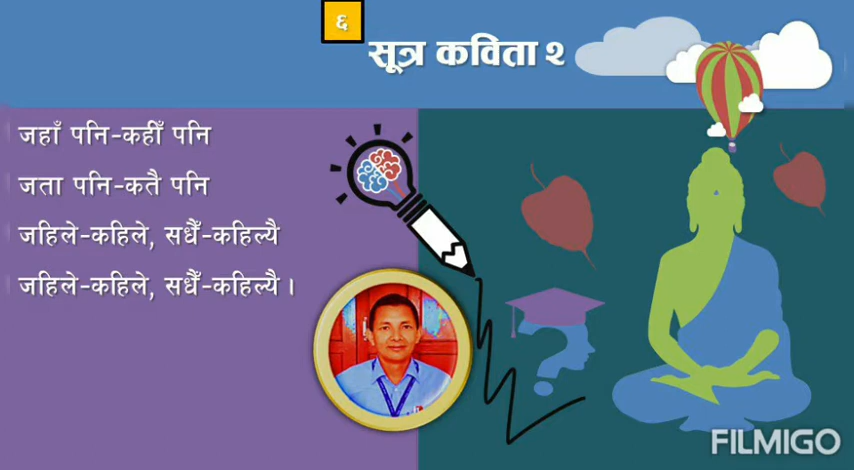 ६
सूत्र कविता २
जहाँ पनि-कहीँ पनि
जता पनि-कतै पनि
जहिले-कहिले, सधैँ-कहिल्यै
जहिले-कहिले, सधैँ-कहिल्यै ।
FILMIGO